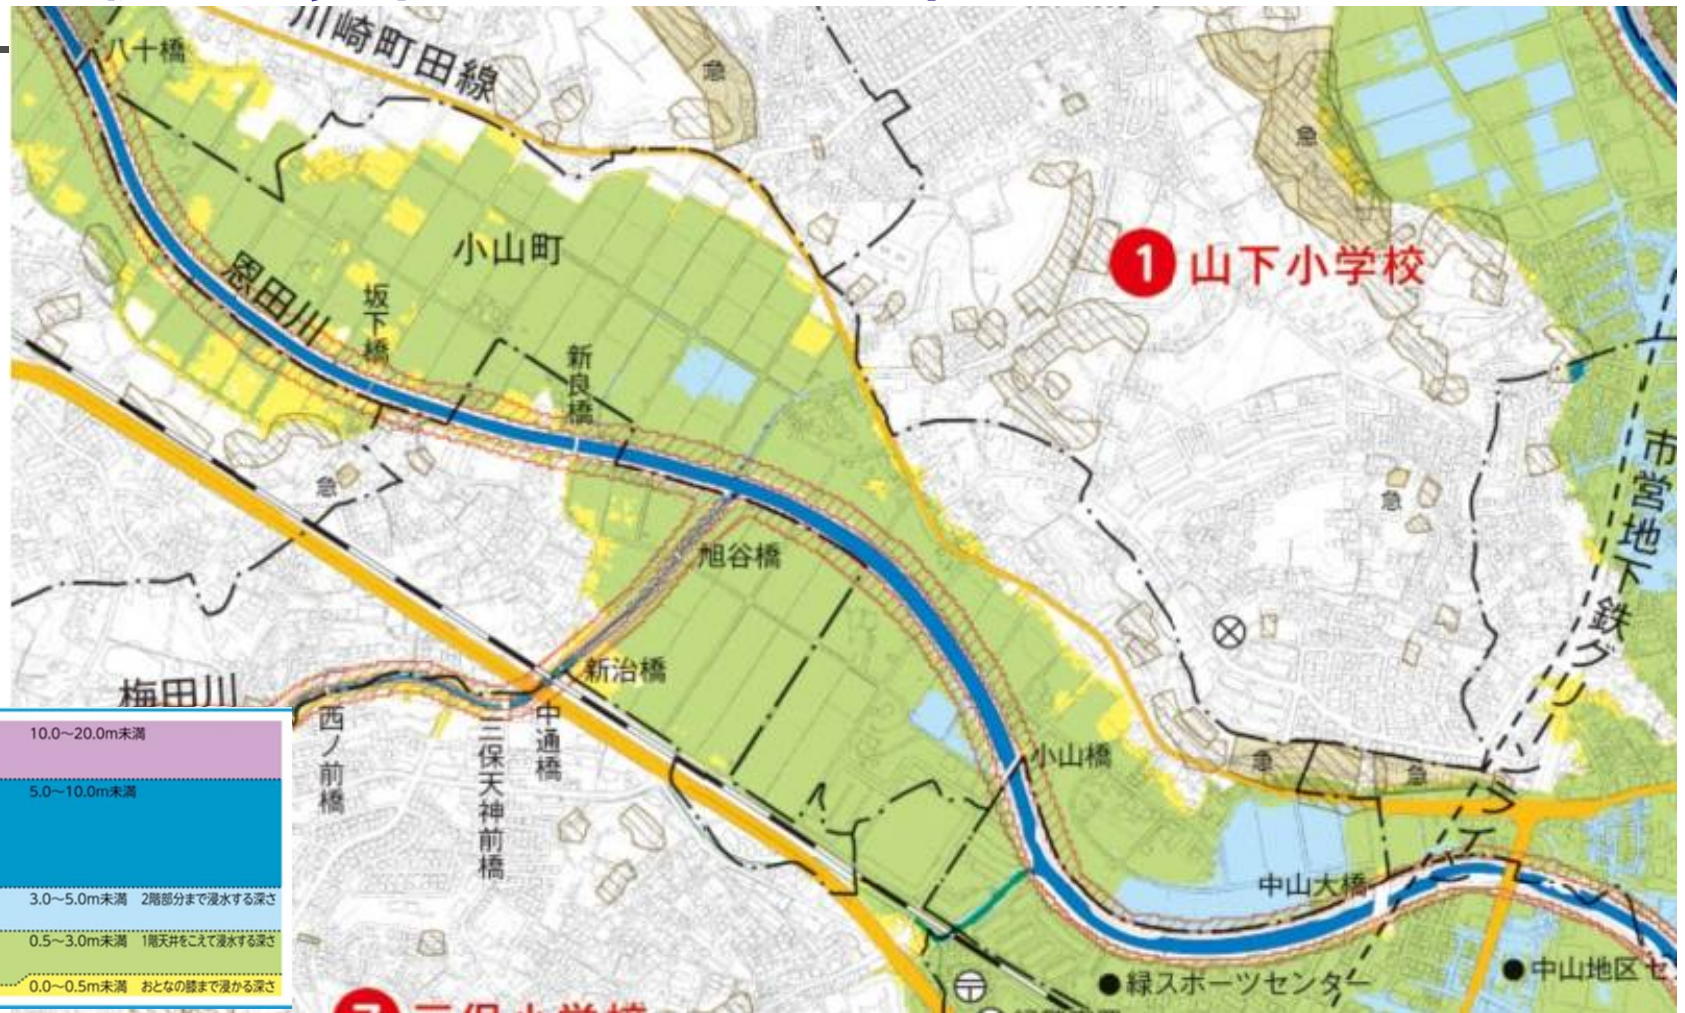 川崎町田線
八十橋
急
急
小山町
❶山下小学校
恩田川
坂下橋
新良橋
市営地下鉄グリーンライン
急
急
旭谷橋
新治橋
梅田川
西ノ前橋
三保天神前橋
中通橋
小山橋
急
急
中山大橋
●緑スポーツセンター
●中山地区セ
10.0〜20.0m未満
5.0〜10.0m未満
3.0〜5.0m未満 2階部分まで浸水する深さ
0.5〜3.0m未満 1階天井をこえて浸水する深さ
0.0〜0.5m未満 おとなの膝まで浸かる深さ